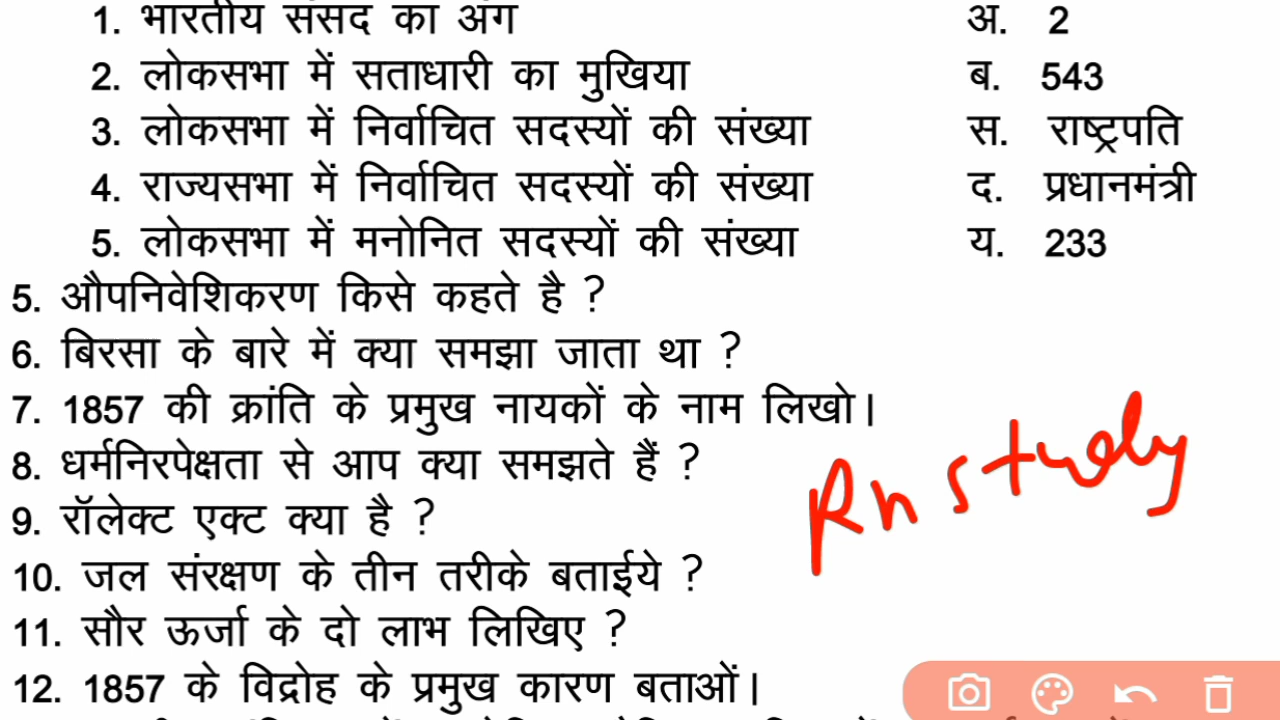 1. भारतीय संसद का अंग अ. 2
2. लोकसभा में सताधारी का मुखिया ब. 543
3. लोकसभा में निर्वाचित सदस्यों की संख्या स. राष्ट्रपति
4. राज्यसभा में निर्वाचित सदस्यों की संख्या द. प्रधानमंत्री
5. लोकसभा में मनोनित सदस्यों की संख्या य. 233
5. औपनिवेशिकरण किसे कहते है ?
6. बिरसा के बारे में क्या समझा जाता था ?
7. 1857 की क्रांति के प्रमुख नायकों के नाम लिखो।
8. धर्मनिरपेक्षता से आप क्या समझते हैं ?
9. रॉलेक्ट एक्ट क्या है ?
Rn study
10. जल संरक्षण के तीन तरीके बताईये ?
11. सौर ऊर्जा के दो लाभ लिखिए ?
12. 1857 के विद्रोह के प्रमुख कारण बताओं।